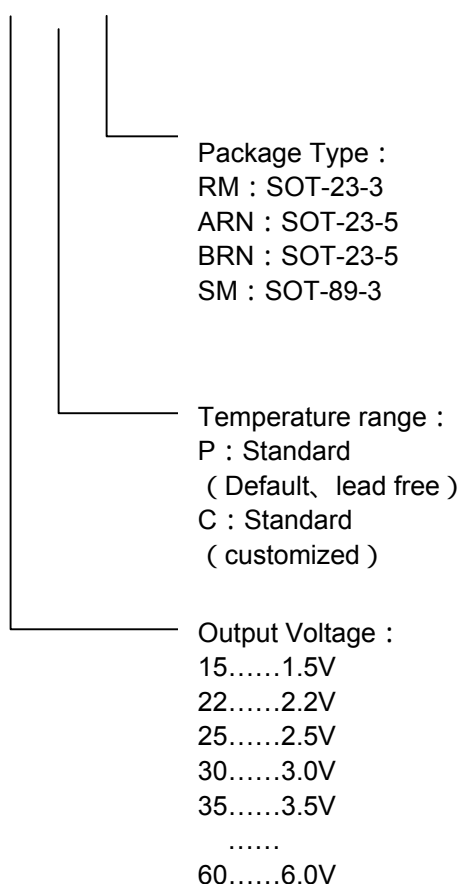 Package Type：
RM：SOT-23-3
ARN：SOT-23-5
BRN：SOT-23-5
SM：SOT-89-3
Temperature range：
P：Standard
（Default、lead free）
C：Standard
（customized）
Output Voltage：
15……1.5V
22……2.2V
25……2.5V
30……3.0V
35……3.5V
……
60……6.0V